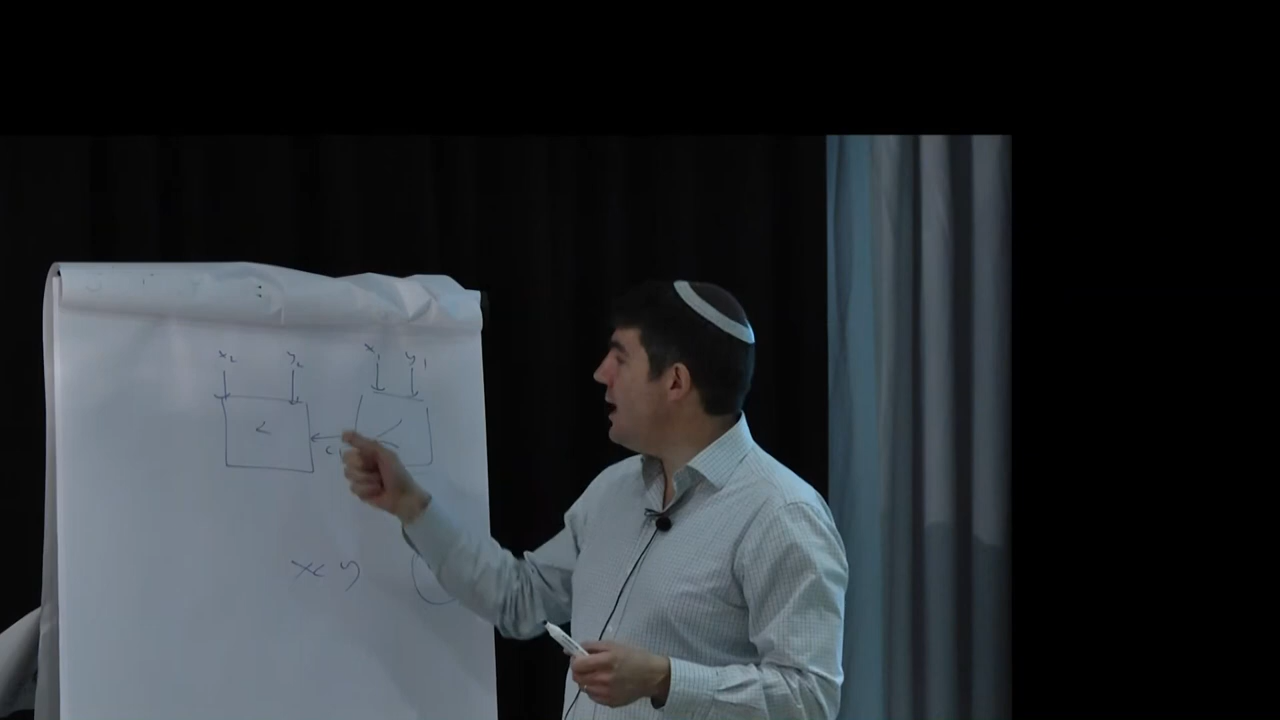 x₂ y₂ x₁ y₁
< <
c
x y